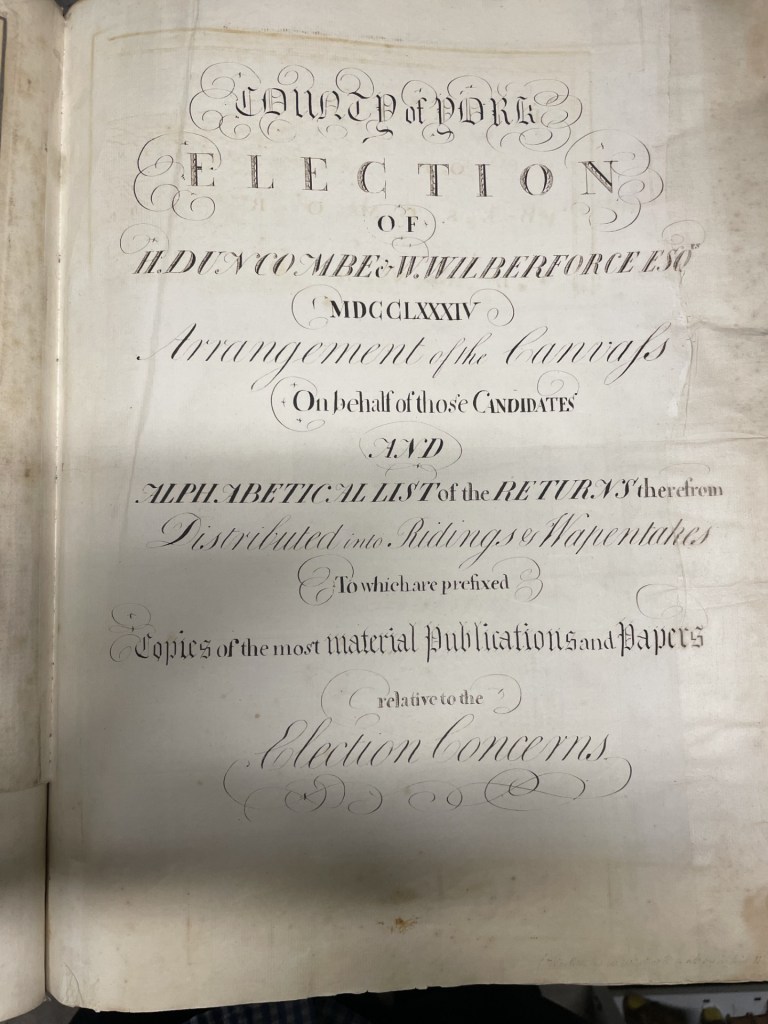 COUNTY of YORK
ELECTION
OF
H. DUNCOMBE & W. WILBERFORCE ESQrs
MDCCLXXXIV
Arrangement of the Canvaſs
On behalf of those CANDIDATES
AND
ALPHABETICAL LIST of the RETURNS therefrom
Distributed into Ridings & Wapentakes
To which are prefixed
Copies of the most material Publications and Papers
relative to the
Election Concerns.